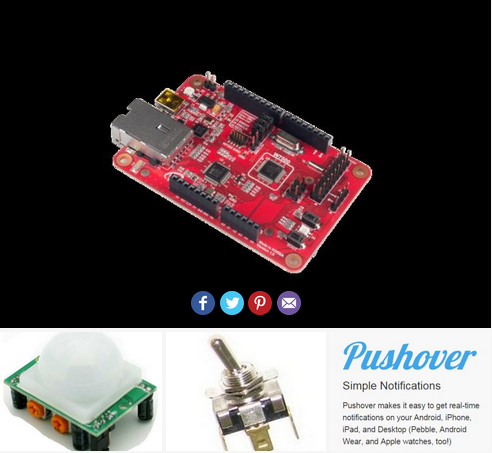 Pushover
Simple Notifications
Pushover makes it easy to get real-time
notifications on your Android, iPhone,
iPad, and Desktop (Pebble, Android
Wear, and Apple watches, too!)